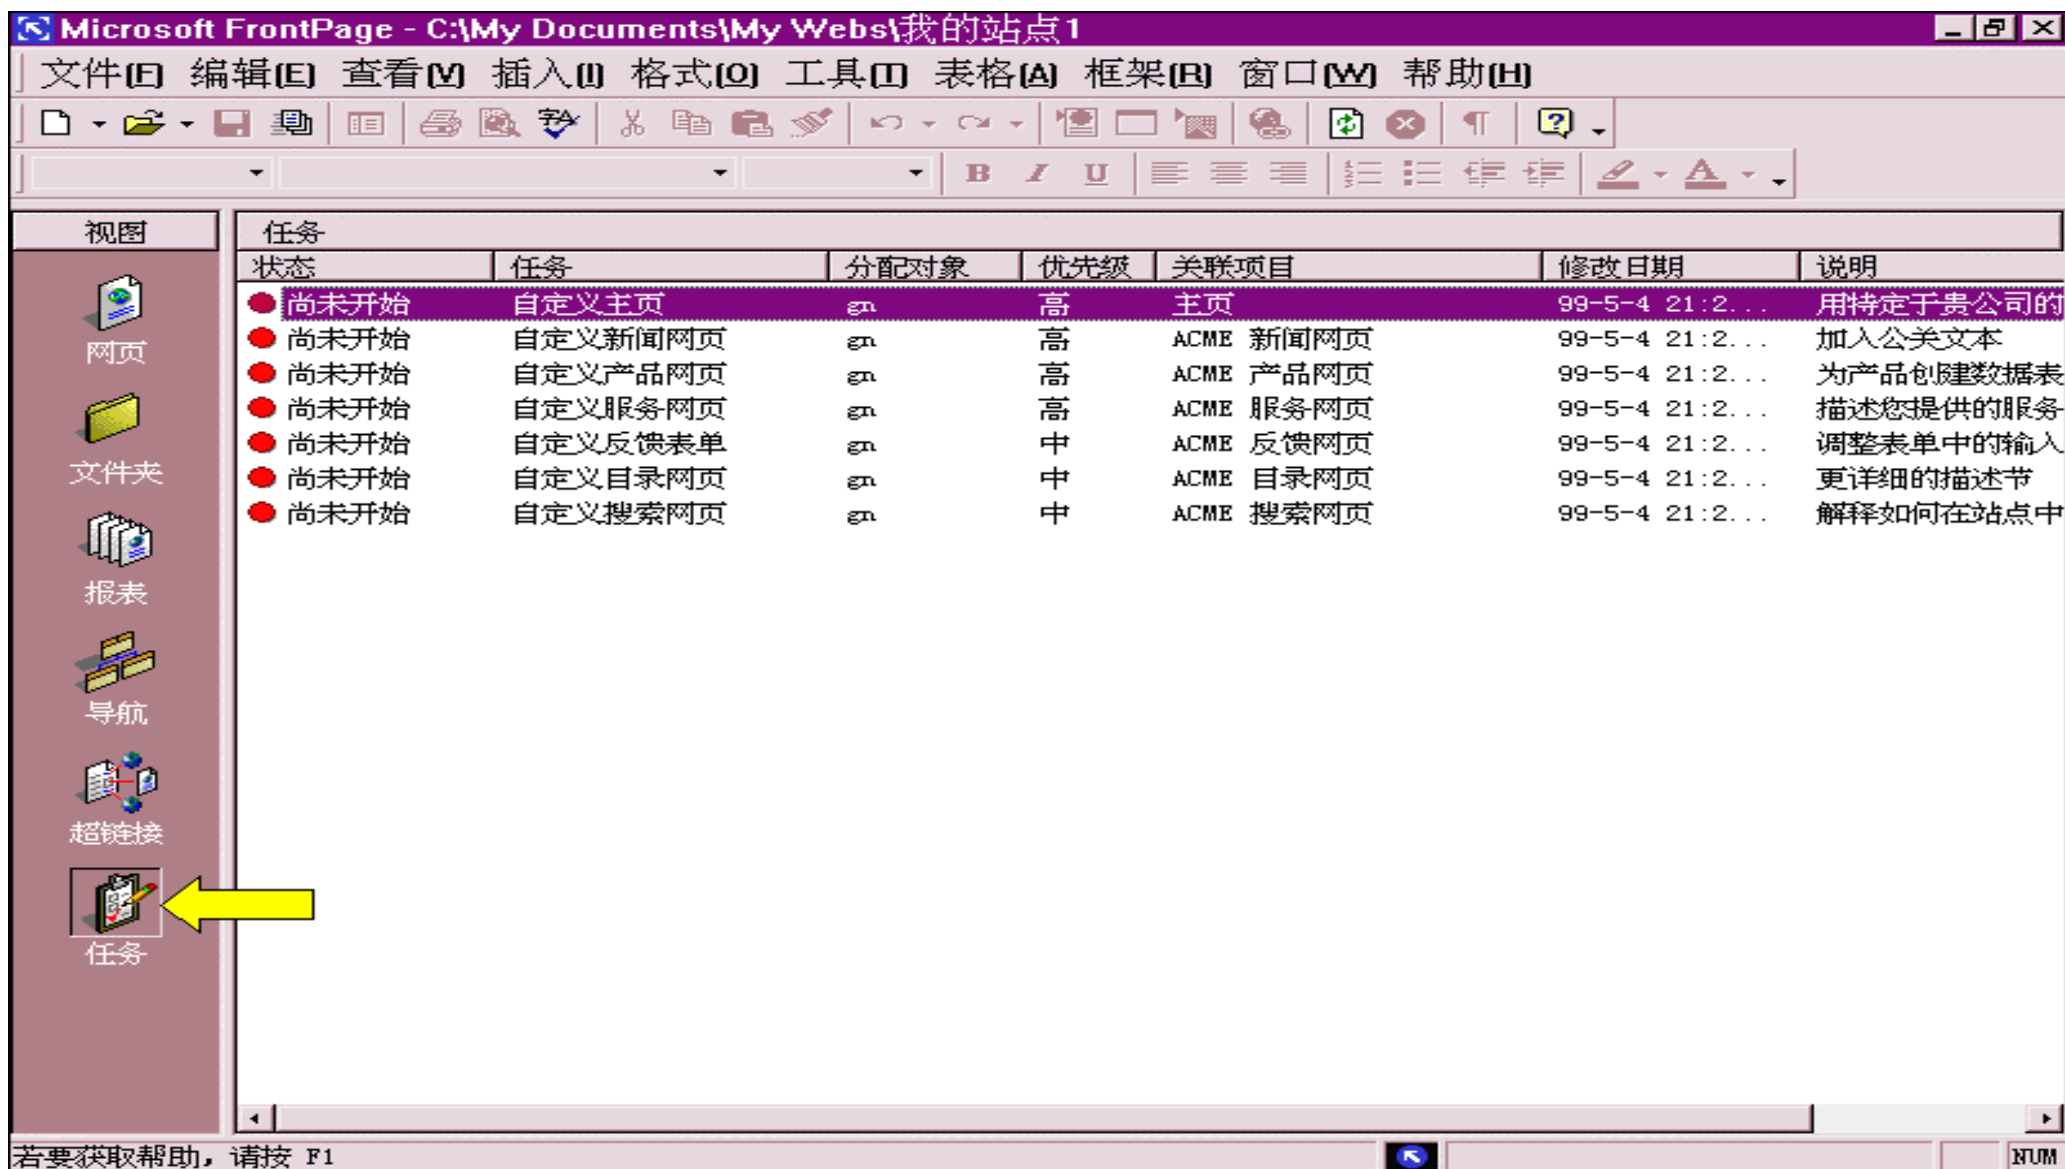 Microsoft FrontPage - C:\My Documents\My Webs\我的站点1
文件(F) 编辑(E) 查看(V) 插入(I) 格式(O) 工具(T) 表格(A) 框架(R) 窗口(W) 帮助(H)
B I U A
视图 任务
状态 任务 分配对象 优先级 关联项目 修改日期 说明
尚未开始 自定义主页 gn 高 主页 99-5-4 21:2... 用特定于贵公司的
尚未开始 自定义新闻网页 gn 高 ACME 新闻网页 99-5-4 21:2... 加入公关文本
尚未开始 自定义产品网页 gn 高 ACME 产品网页 99-5-4 21:2... 为产品创建数据表
尚未开始 自定义服务网页 gn 高 ACME 服务网页 99-5-4 21:2... 描述您提供的服务
尚未开始 自定义反馈表单 gn 中 ACME 反馈网页 99-5-4 21:2... 调整表单中的输入
尚未开始 自定义目录网页 gn 中 ACME 目录网页 99-5-4 21:2... 更详细的描述节
尚未开始 自定义搜索网页 gn 中 ACME 搜索网页 99-5-4 21:2... 解释如何在站点中
网页
文件夹
报表
导航
超链接
任务
若要获取帮助，请按 F1 NUM